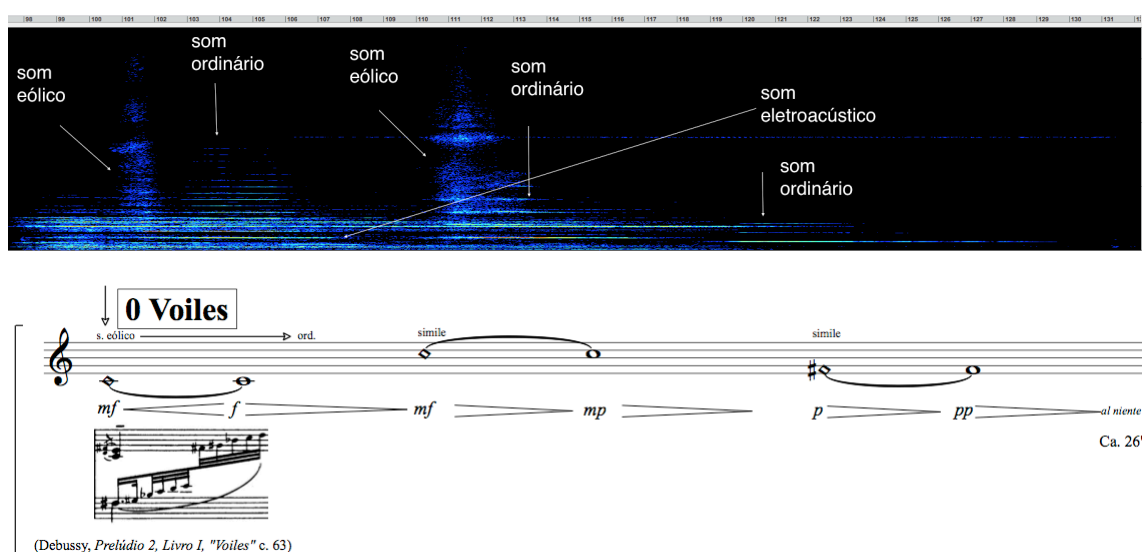 98 99 100 101 102 103 104 105 106 107 108 109 110 111 112 113 114 115 116 117 118 119 120 121 122 123 124 125 126 127 128 129 130 131
som
eólico
som
ordinário
som
eólico
som
ordinário
som
eletroacústico
som
ordinário
0 Voiles
s. eólico
ord.
simile
simile
mf
f
mf
mp
p
pp
al niente
Ca. 26"
(Debussy, Prelúdio 2, Livro I, "Voiles" c. 63)